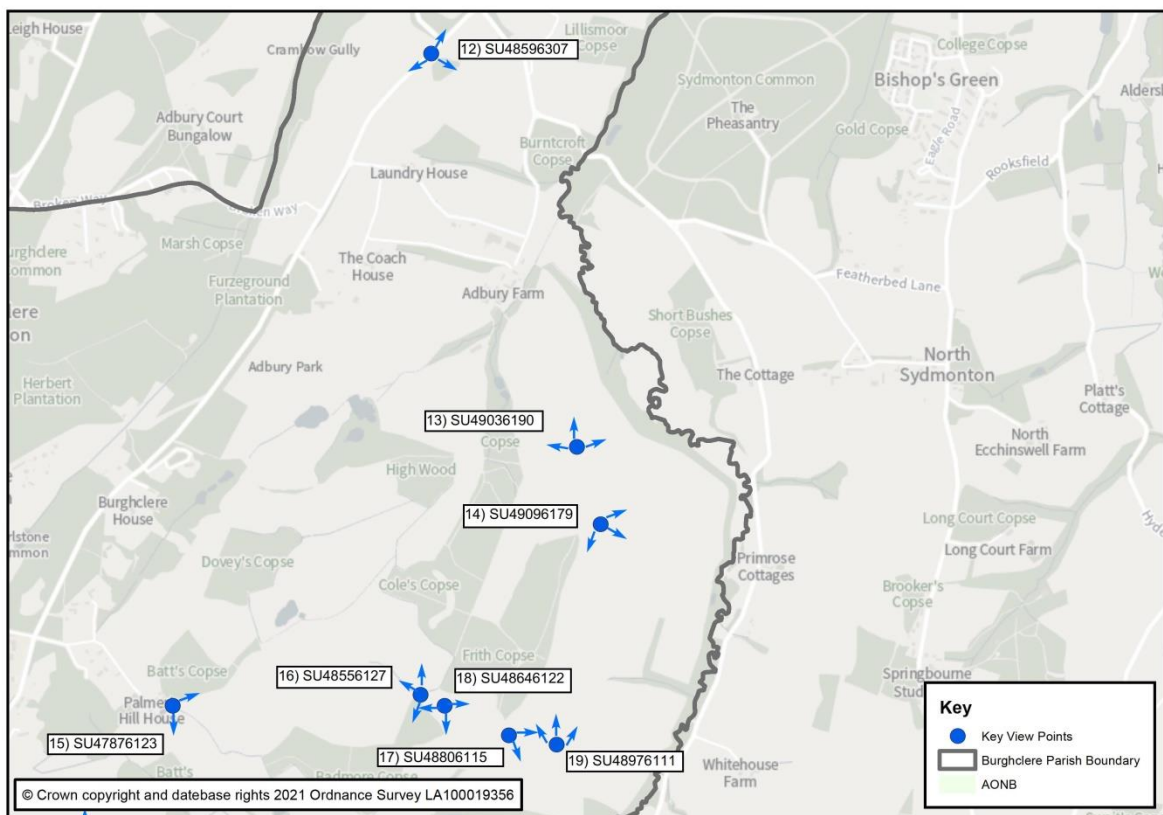 Leigh House
Crambow Gully
12) SU48596307
Lillismoor
Copse
College Copse
Bishop's Green
Sydmonton Common
The
Pheasantry
Adbury Court
Bungalow
Gold Copse
Eagle Road
Burntcroft
Copse
Rooksfield
Laundry House
Broken Way
Broken Way
Marsh Copse
The Coach
House
Furzeground
Plantation
Featherbed Lane
Adbury Farm
Short Bushes
Copse
North
Sydmonton
Adbury Park
Herbert
Plantation
The Cottage
Platt's
Cottage
13) SU49036190
Copse
North
Ecchinswell Farm
High Wood
Burghclere
House
14) SU49096179
Long Court Copse
Long Court Farm
Dovey's Copse
Primrose
Cottages
Cole's Copse
Brooker's
Copse
Frith Copse
Batt's Copse
16) SU48556127
18) SU48646122
Springbourne
Palmer
Hill House
15) SU47876123
17) SU48806115
19) SU48976111
Whitehouse
Farm
Batt's
Badmore Copse
Key
Key View Points
Burghclere Parish Boundary
AONB
© Crown copyright and datebase rights 2021 Ordnance Survey LA100019356